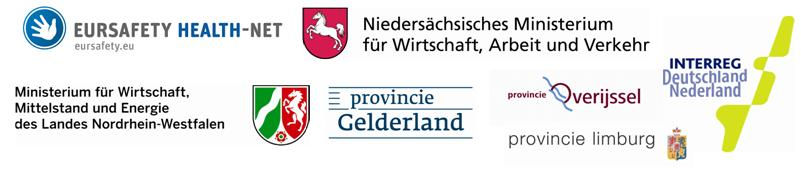 EURSAFETY HEALTH-NET
eursafety.eu
Niedersächsisches Ministerium
für Wirtschaft, Arbeit und Verkehr
INTERREG
Deutschland
Nederland
Ministerium für Wirtschaft,
Mittelstand und Energie
des Landes Nordrhein-Westfalen
provincie
Gelderland
provincie Overijssel
provincie limburg